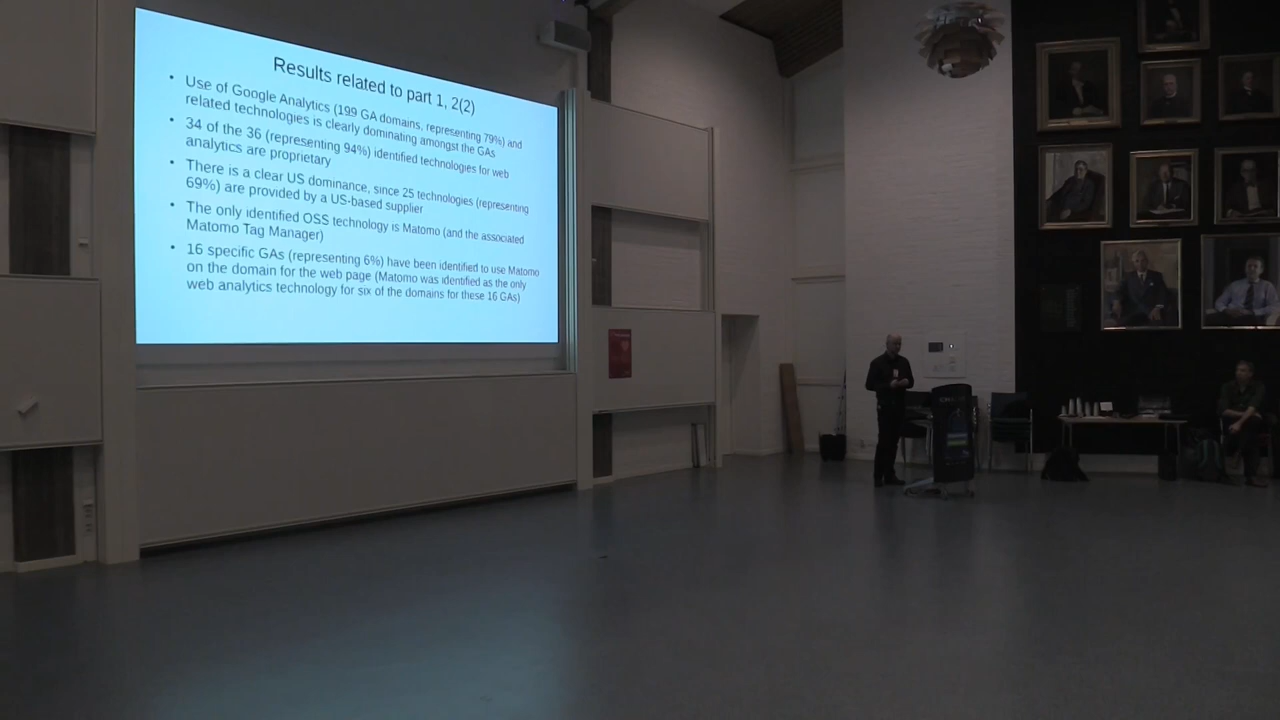 Results related to part 1, 2(2)
• Use of Google Analytics (199 GA domains, representing 79%) and
related technologies is clearly dominating amongst the GAs
• 34 of the 36 (representing 94%) identified technologies for web
analytics are proprietary
• There is a clear US dominance, since 25 technologies (representing
69%) are provided by a US-based supplier
• The only identified OSS technology is Matomo (and the associated
Matomo Tag Manager)
• 16 specific GAs (representing 6%) have been identified to use Matomo
on the domain for the web page (Matomo was identified as the only
web analytics technology for six of the domains for these 16 GAs)